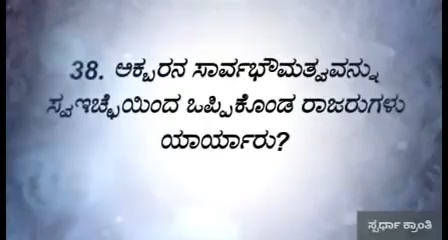 38. ಅಕ್ಬರನ ಸಾರ್ವಭೌಮತ್ವವನ್ನು
ಸ್ವಇಚ್ಛೆಯಿಂದ ಒಪ್ಪಿಕೊಂಡ ರಾಜರುಗಳು
ಯಾರ್ಯಾರು?
ಸ್ಪರ್ಧಾ ಕ್ರಾಂತಿ